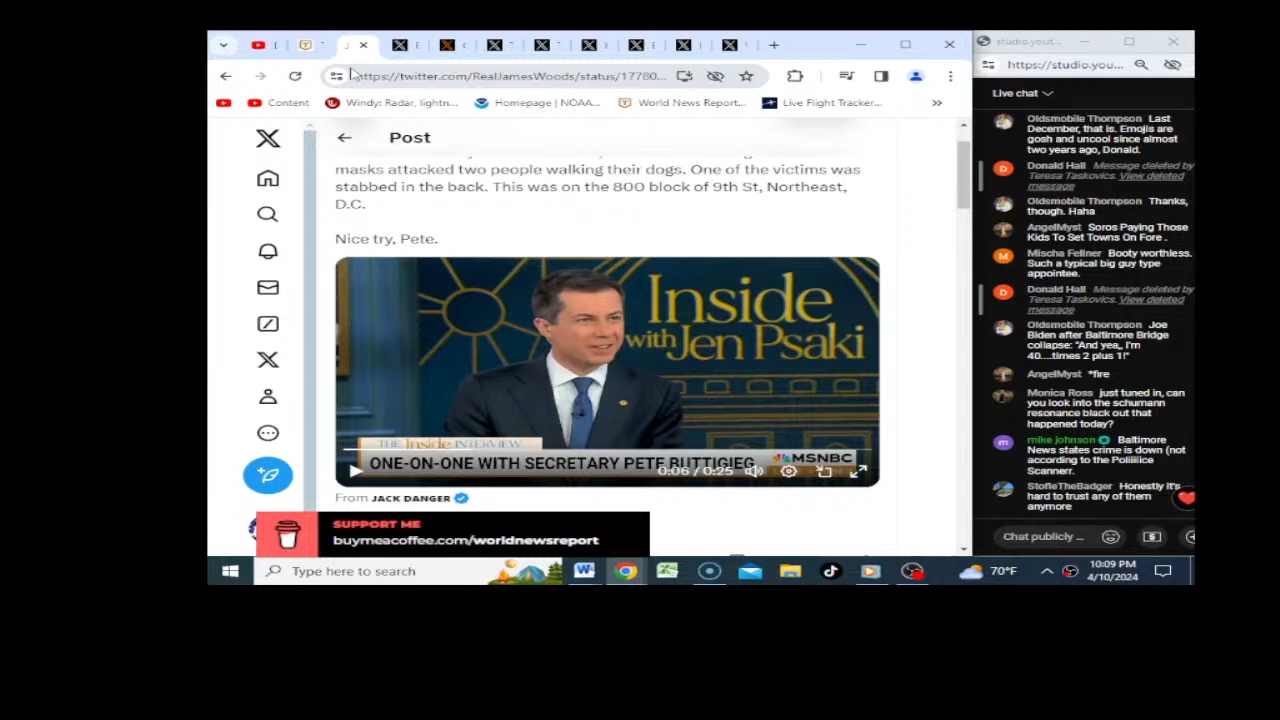 https://twitter.com/RealJamesWoods/status/17780...
Content
Windy: Radar, lightn...
Homepage | NOAA...
World News Report...
Live Flight Tracker...
»
Post
masks attacked two people walking their dogs. One of the victims was
stabbed in the back. This was on the 800 block of 9th St, Northeast,
D.C.
Nice try, Pete.
Inside
with Jen Psaki
THE Inside INTERVIEW
ONE-ON-ONE WITH SECRETARY PETE BUTTIGIEG
MSNBC
0:06 / 0:25
From JACK DANGER
SUPPORT ME
buymeacoffee.com/worldnewsreport
Type here to search
70°F
10:09 PM
4/10/2024
studio.yout...
https://studio.you...
Live chat
Oldsmobile Thompson Last
December, that is. Emojis are
gosh and uncool since almost
two years ago, Donald.
Donald Hall Message deleted by
Teresa Taskovics. View deleted
message
Oldsmobile Thompson Thanks,
though. Haha
AngelMyst Soros Paying Those
Kids To Set Towns On Fore .
Mischa Fellner Booty worthless.
Such a typical big guy type
appointee.
Donald Hall Message deleted by
Teresa Taskovics. View deleted
message
Oldsmobile Thompson Joe
Biden after Baltimore Bridge
collapse: "And yea,, I'm
40....times 2 plus 1!"
AngelMyst *fire
Monica Ross just tuned in, can
you look into the schumann
resonance black out that
happened today?
mike johnson Baltimore
News states crime is down (not
according to the Poliiiiice
Scannerr.
StofieTheBadger Honestly it's
hard to trust any of them
anymore
Chat publicly ...